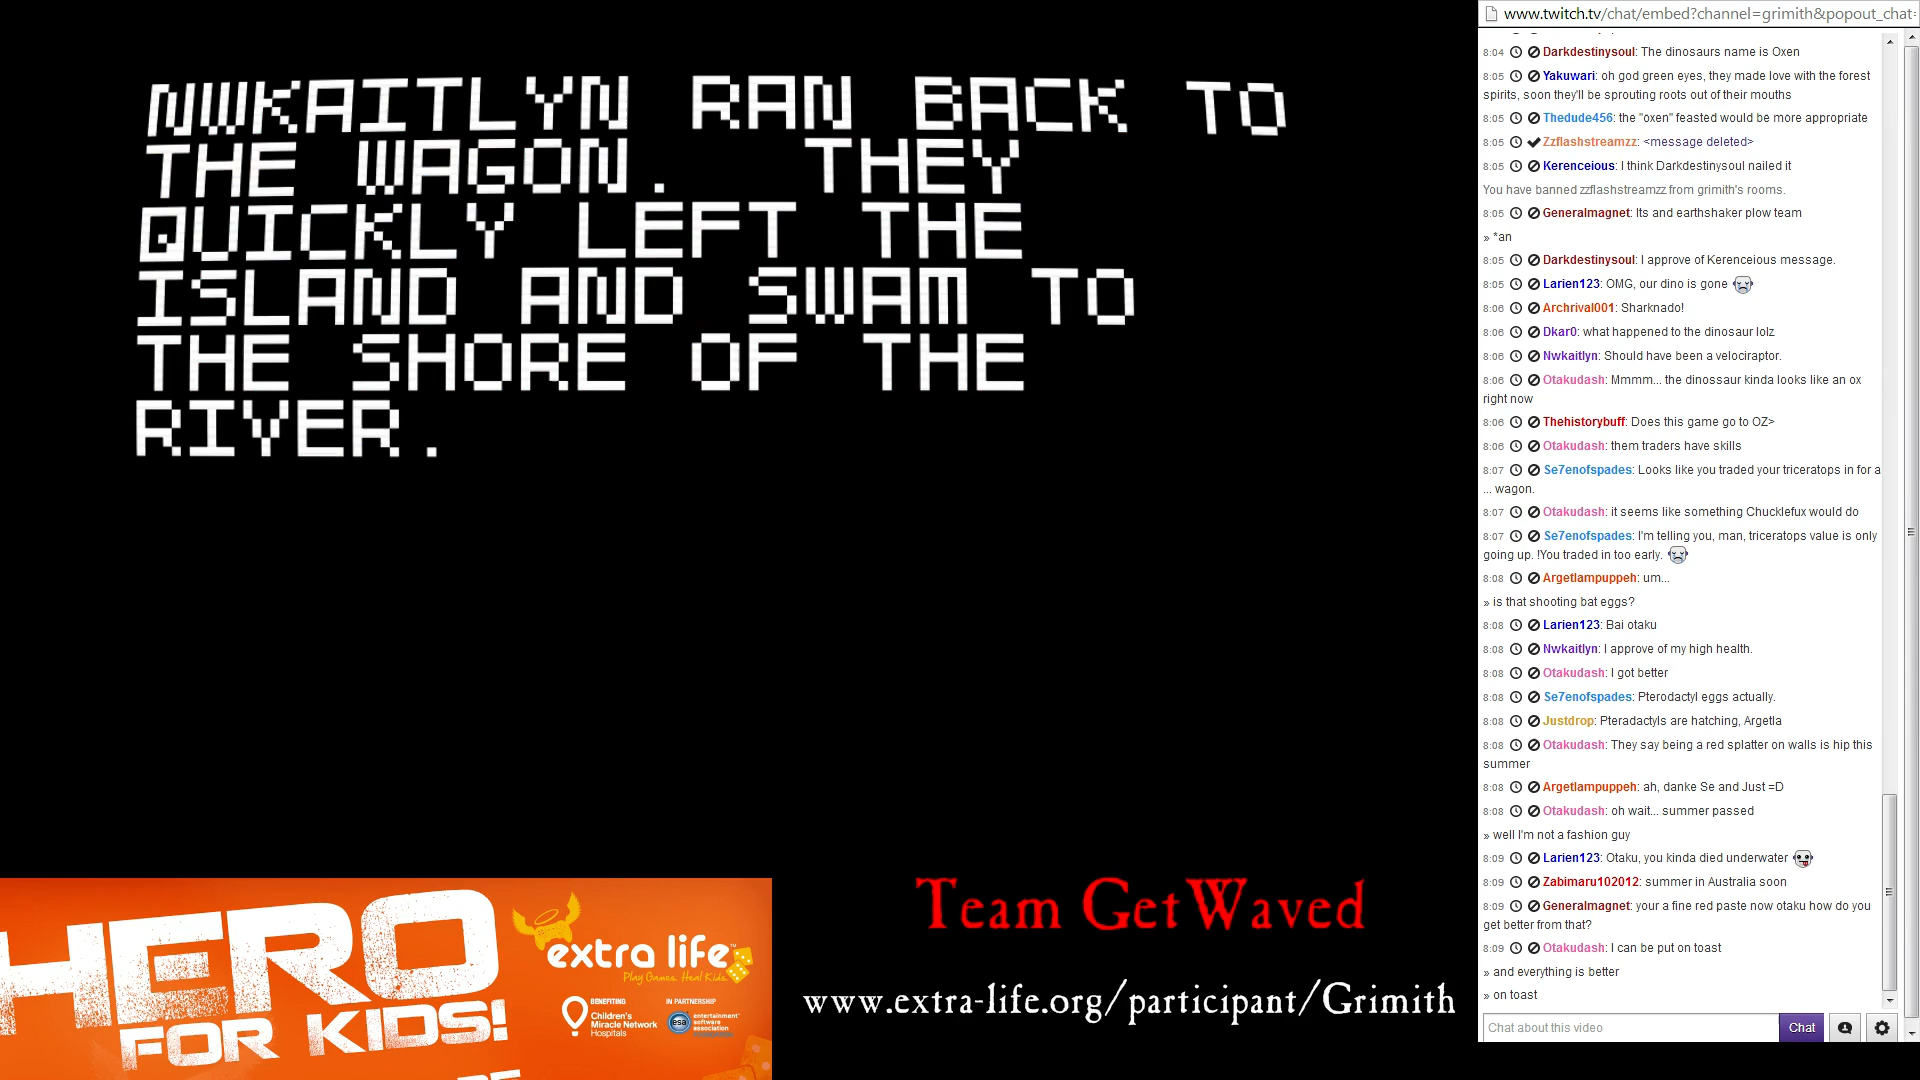 NWKAITLYN RAN BACK TO
THE WAGON. THEY
QUICKLY LEFT THE
ISLAND AND SWAM TO
THE SHORE OF THE
RIVER.
HERO
FOR KIDS!
extra life™
Play Games. Heal Kids.
BENEFITING
Children's
Miracle Network
Hospitals
IN PARTNERSHIP
esa
entertainment
software
association
Team GetWaved
www.extra-life.org/participant/Grimith
www.twitch.tv/chat/embed?channel=grimith&popout_chat
8:04 Darkdestinysoul: The dinosaurs name is Oxen
8:05 Yakuwari: oh god green eyes, they made love with the forest
spirits, soon they'll be sprouting roots out of their mouths
8:05 Thedude456: the "oxen" feasted would be more appropriate
8:05 Zzflashstreamzz: <message deleted>
8:05 Kerenceious: I think Darkdestinysoul nailed it
You have banned zzflashstreamzz from grimith's rooms.
8:05 Generalmagnet: Its and earthshaker plow team
» *an
8:05 Darkdestinysoul: I approve of Kerenceious message.
8:05 Larien123: OMG, our dino is gone
8:06 Archrival001: Sharknado!
8:06 Dkar0: what happened to the dinosaur lolz
8:06 Nwkaitlyn: Should have been a velociraptor.
8:06 Otakudash: Mmmm... the dinossaur kinda looks like an ox
right now
8:06 Thehistorybuff: Does this game go to OZ>
8:06 Otakudash: them traders have skills
8:07 Se7enofspades: Looks like you traded your triceratops in for a
... wagon.
8:07 Otakudash: it seems like something Chucklefux would do
8:07 Se7enofspades: I'm telling you, man, triceratops value is only
going up. !You traded in too early.
8:08 Argetlampuppeh: um...
» is that shooting bat eggs?
8:08 Larien123: Bai otaku
8:08 Nwkaitlyn: I approve of my high health.
8:08 Otakudash: I got better
8:08 Se7enofspades: Pterodactyl eggs actually.
8:08 Justdrop: Pteradactyls are hatching, Argetla
8:08 Otakudash: They say being a red splatter on walls is hip this
summer
8:08 Argetlampuppeh: ah, danke Se and Just =D
8:08 Otakudash: oh wait... summer passed
» well I'm not a fashion guy
8:09 Larien123: Otaku, you kinda died underwater
8:09 Zabimaru102012: summer in Australia soon
8:09 Generalmagnet: your a fine red paste now otaku how do you
get better from that?
8:09 Otakudash: I can be put on toast
» and everything is better
» on toast
Chat about this video
Chat